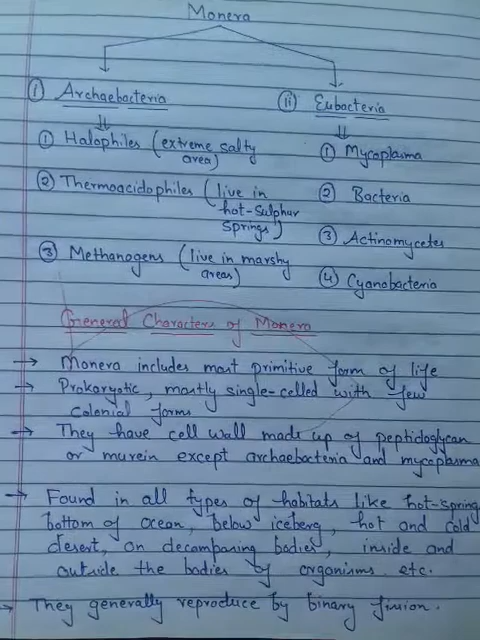 Monera
① Archaebacteria
(ii) Eubacteria
① Halophiles (extreme salty
area)
② Thermoacidophiles (live in
hot-sulphur
springs)
③ Methanogens (live in marshy
areas)
① Mycoplasma
② Bacteria
③ Actinomycetes
④ Cyanobacteria
General Characters of Monera
→ Monera includes most primitive form of life
→ Prokaryotic, mostly single-celled with few
colonial forms
→ They have cell wall made up of peptidoglycan
or murein except archaebacteria and mycoplasma
→ Found in all types of habitats like hot-spring
bottom of ocean, below iceberg, hot and cold
desert, on decomposing bodies, inside and
outside the bodies of organisms etc.
→ They generally reproduce by binary fission.